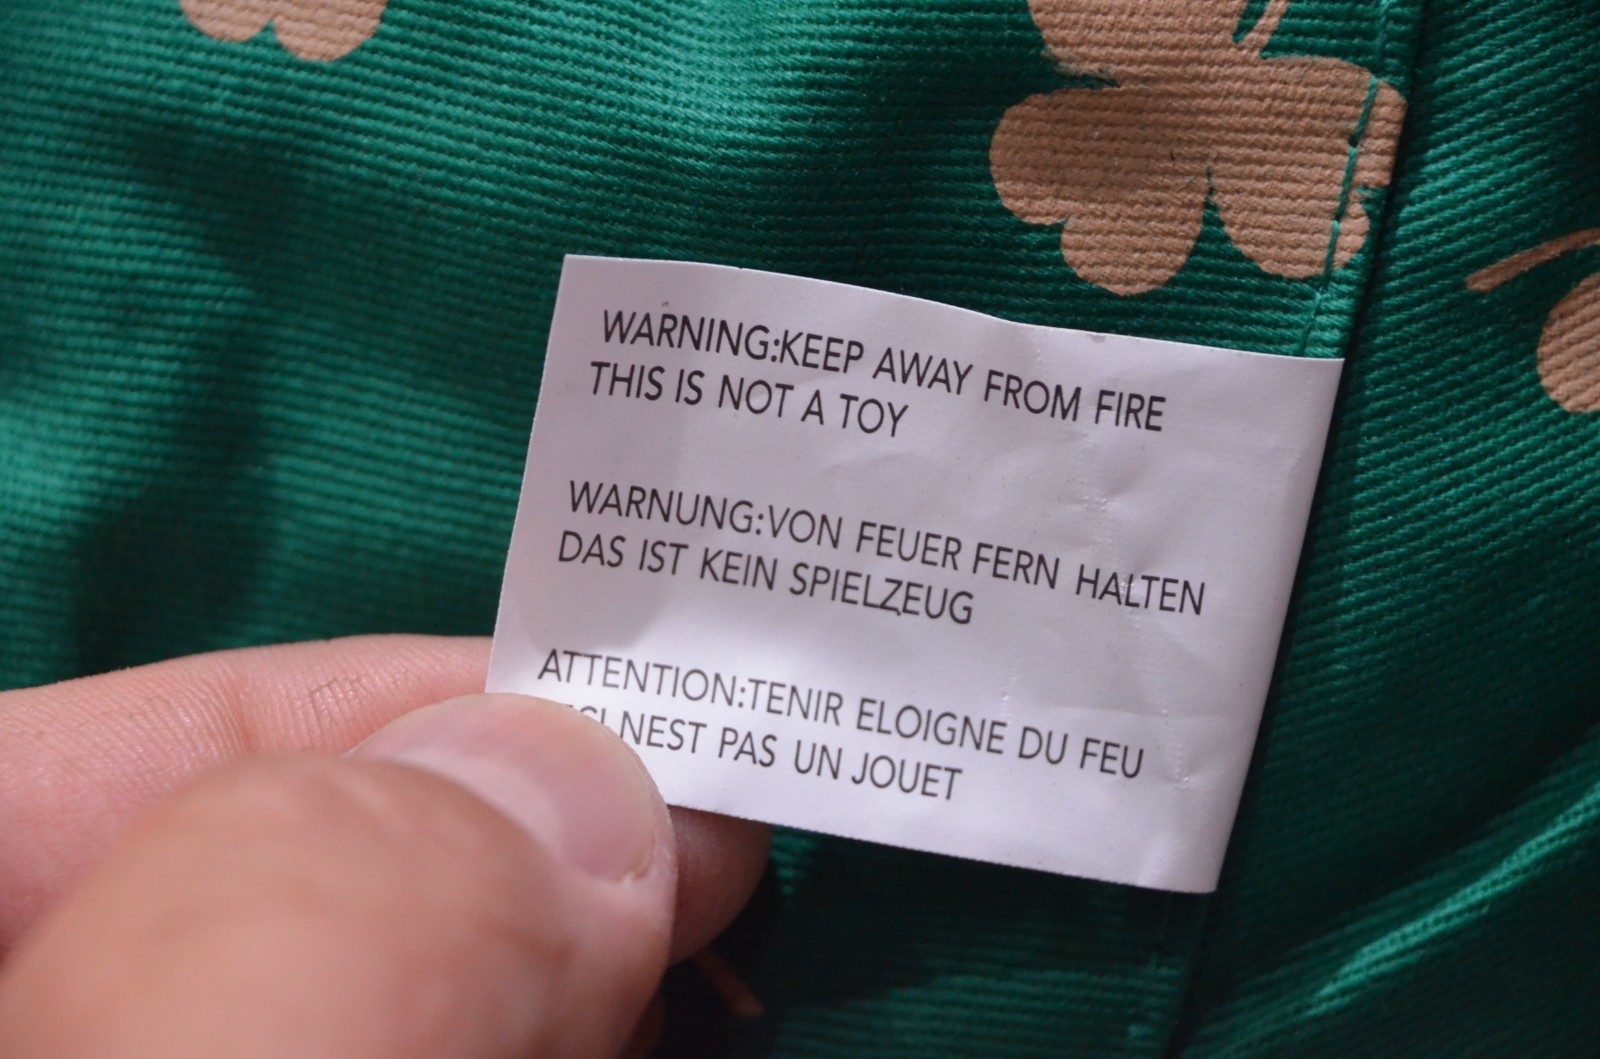 WARNING:KEEP AWAY FROM FIRE
THIS IS NOT A TOY
WARNUNG:VON FEUER FERN HALTEN
DAS IST KEIN SPIELZEUG
ATTENTION:TENIR ELOIGNE DU FEU
NEST PAS UN JOUET